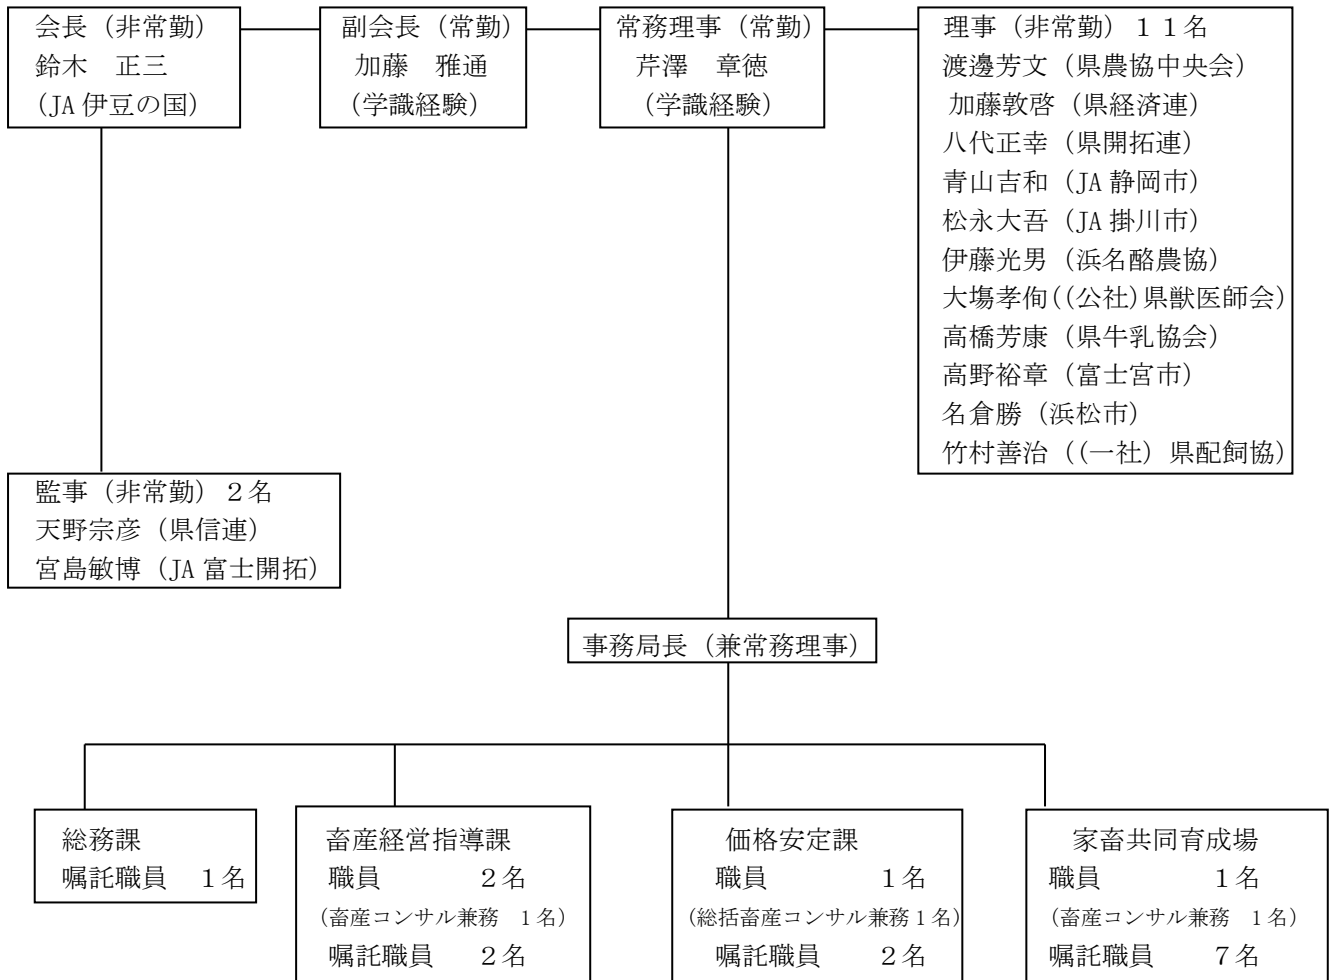 会長（非常勤）
鈴木　正三
(JA 伊豆の国)
副会長（常勤）
加藤　雅通
(学識経験)
常務理事（常勤）
芹澤　章徳
(学識経験)
理事（非常勤）１１名
渡邊芳文（県農協中央会）
加藤敦啓（県経済連）
八代正幸（県開拓連）
青山吉和（JA 静岡市）
松永大吾（JA 掛川市）
伊藤光男（浜名酪農協）
大塲孝侚((公社)県獣医師会)
高橋芳康（県牛乳協会）
高野裕章（富士宮市）
名倉勝（浜松市）
竹村善治（(一社）県配飼協)
監事（非常勤）２名
天野宗彦（県信連）
宮島敏博（JA 富士開拓）
事務局長（兼常務理事）
総務課
嘱託職員　１名
畜産経営指導課
職員　２名
(畜産コンサル兼務　1 名)
嘱託職員　２名
価格安定課
職員　１名
(総括畜産コンサル兼務 1 名)
嘱託職員　２名
家畜共同育成場
職員　１名
(畜産コンサル兼務　1 名)
嘱託職員　７名